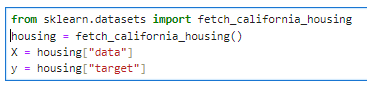 from sklearn.datasets import fetch_california_housing
housing = fetch_california_housing()
X = housing["data"]
y = housing["target"]